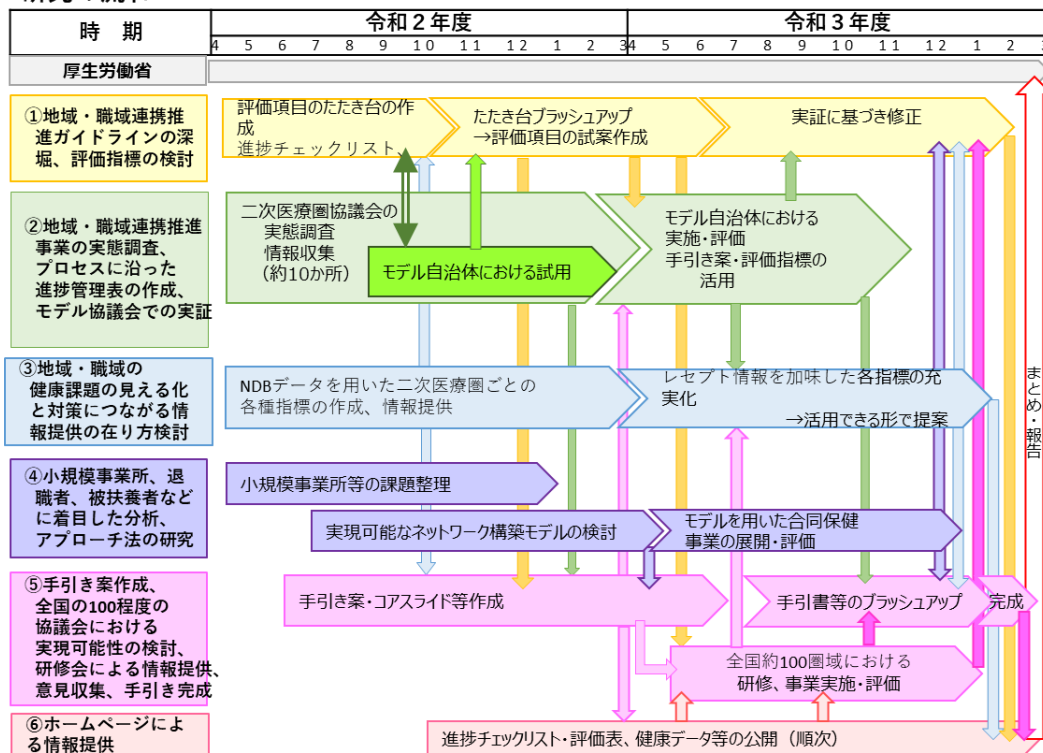 時　期
令和２年度
令和３年度
4 5 6 7 8 9 10 11 12 1 2 3
4 5 6 7 8 9 10 11 12 1 2 3
厚生労働省
①地域・職域連携推
進ガイドラインの深
堀、評価指標の検討
評価項目のたたき台の作
成
進捗チェックリスト
たたき台ブラッシュアップ
→評価項目の試案作成
実証に基づき修正
②地域・職域連携推進
事業の実態調査、
プロセスに沿った
進捗管理表の作成、
モデル協議会での実証
二次医療圏協議会の
実態調査
情報収集
（約10か所）
モデル自治体における試用
モデル自治体における
実施・評価
手引き案・評価指標の
活用
③地域・職域の
健康課題の見える化
と対策につながる情
報提供の在り方検討
NDBデータを用いた二次医療圏ごとの
各種指標の作成、情報提供
レセプト情報を加味した各指標の充
実化
→活用できる形で提案
まとめ・報告
④小規模事業所、退
職者、被扶養者など
に着目した分析、
アプローチ法の研究
小規模事業所等の課題整理
実現可能なネットワーク構築モデルの検討
モデルを用いた合同保健
事業の展開・評価
⑤手引き案作成、
全国の100程度の
協議会における
実現可能性の検討、
研修会による情報提供、
意見収集、手引き完成
手引き案・コアスライド等作成
手引書等のブラッシュアップ
完成
全国約100圏域における
研修、事業実施・評価
⑥ホームページによ
る情報提供
進捗チェックリスト・評価表、健康データ等の公開（順次）